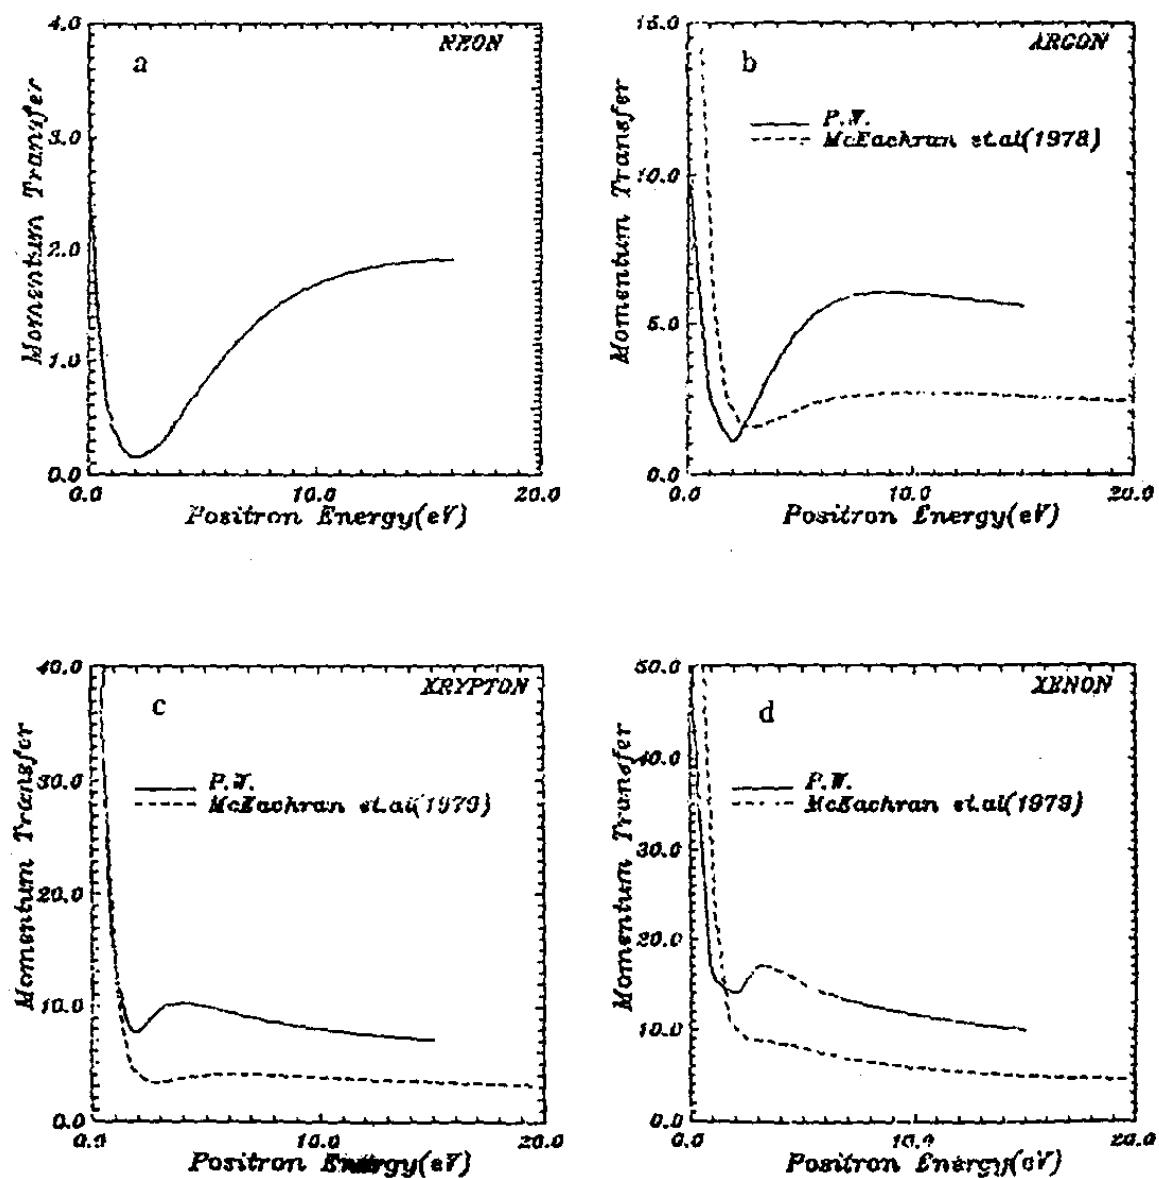 4.0
NEON
a
3.0
2.0
1.0
0.0
0.0
10.0
20.0
Momentum Transfer
Positron Energy(eV)
15.0
ARGON
b
P.W.
McEachran et.al(1978)
10.0
5.0
0.0
0.0
10.0
20.0
Momentum Transfer
Positron Energy(eV)
40.0
KRYPTON
c
P.W.
McEachran et.al(1979)
30.0
20.0
10.0
0.0
0.0
10.0
20.0
Momentum Transfer
Positron (eV)
50.0
XENON
d
40.0
P.W.
McEachran et.al(1979)
30.0
20.0
10.0
0.0
0.0
10.0
20.0
Momentum Transfer
Positron Energy(eV)